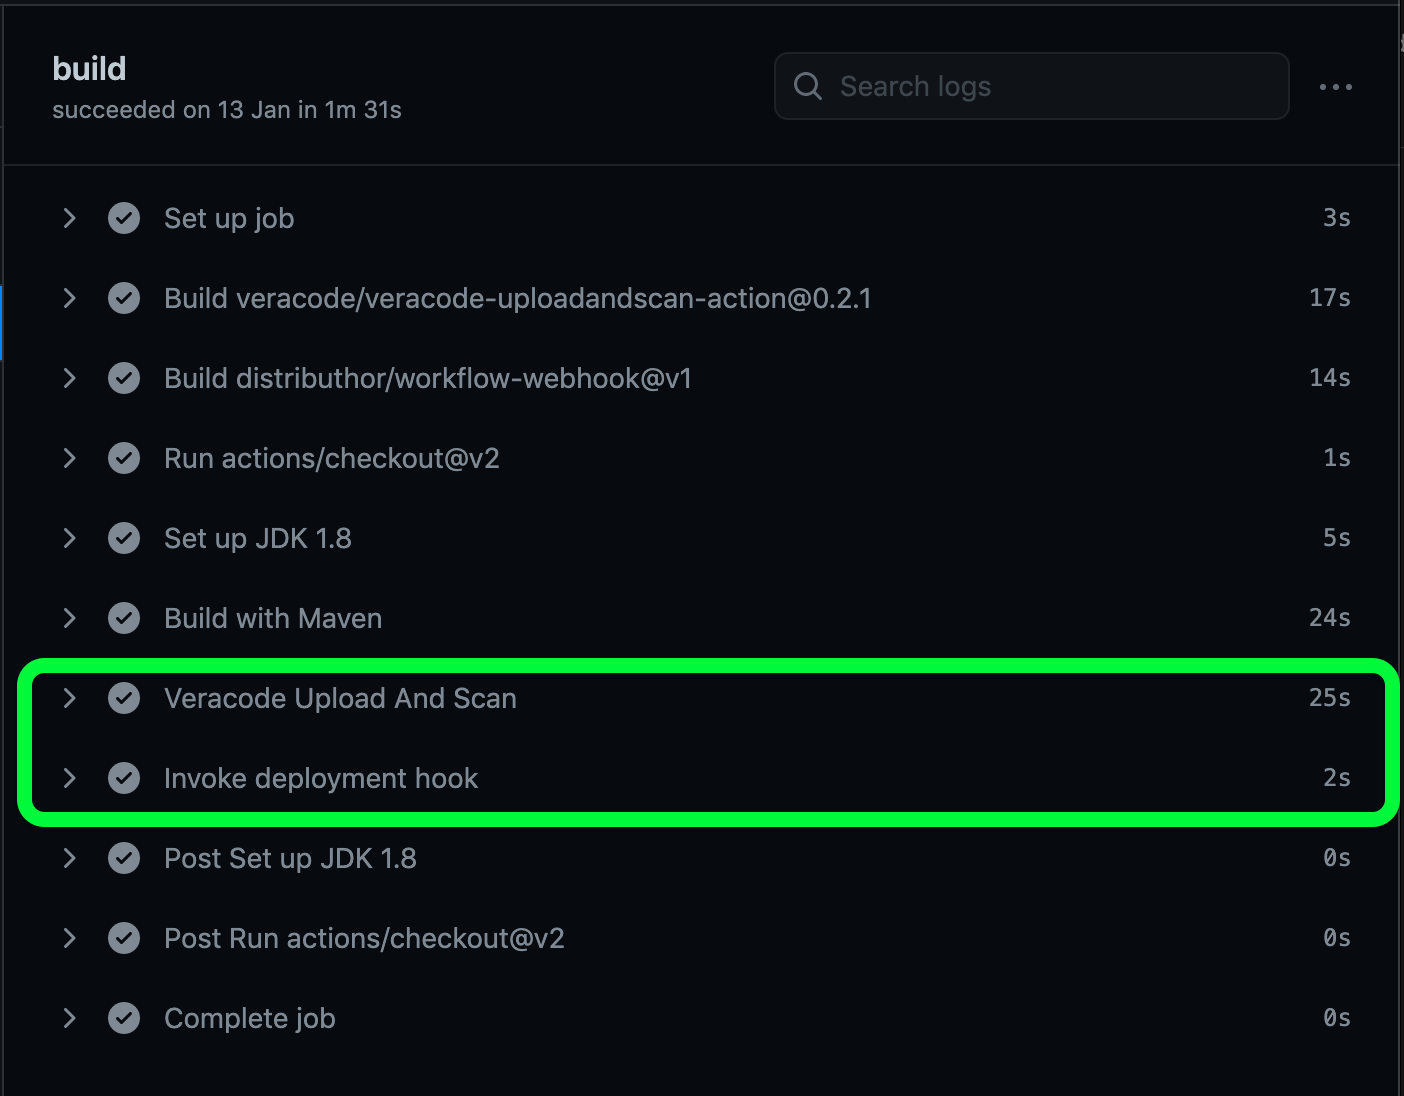 build
succeeded on 13 Jan in 1m 31s
Search logs
Set up job 3s
Build veracode/veracode-uploadandscan-action@0.2.1 17s
Build distributhor/workflow-webhook@v1 14s
Run actions/checkout@v2 1s
Set up JDK 1.8 5s
Build with Maven 24s
Veracode Upload And Scan 25s
Invoke deployment hook 2s
Post Set up JDK 1.8 0s
Post Run actions/checkout@v2 0s
Complete job 0s